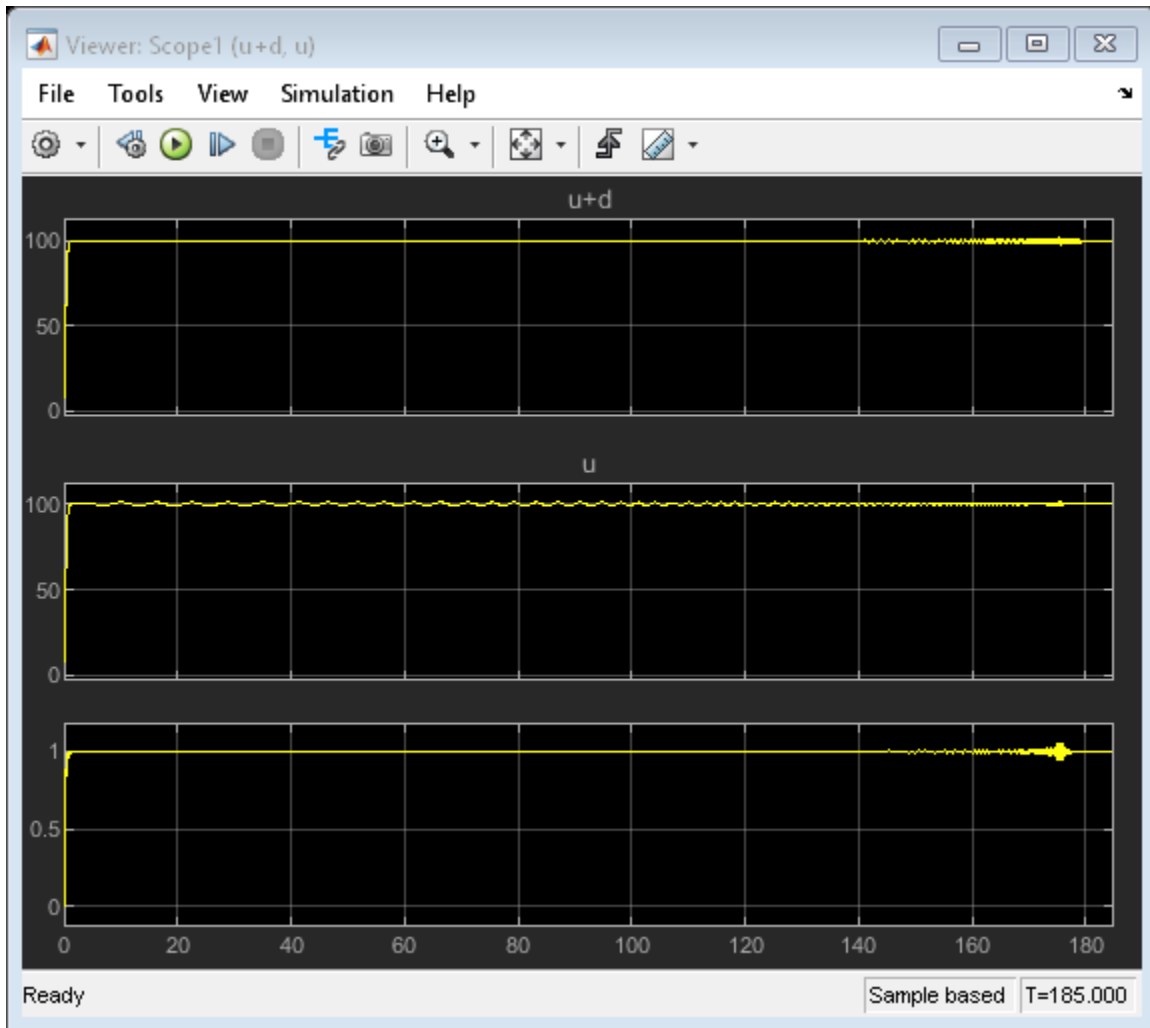 Viewer: Scope1 (u+d, u)
File Tools View Simulation Help
u+d
100
50
0
u
100
50
0
1
0.5
0
0 20 40 60 80 100 120 140 160 180
Ready Sample based T=185.000